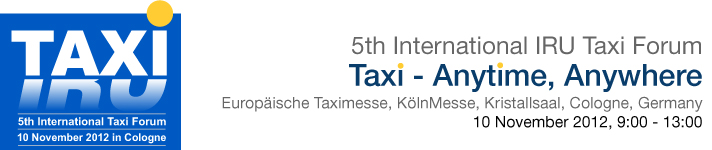 TAXI
IRU
5th International Taxi Forum
10 November 2012 in Cologne
5th International IRU Taxi Forum
Taxi - Anytime, Anywhere
Europäische Taximesse, KölnMesse, Kristallsaal, Cologne, Germany
10 November 2012, 9:00 - 13:00